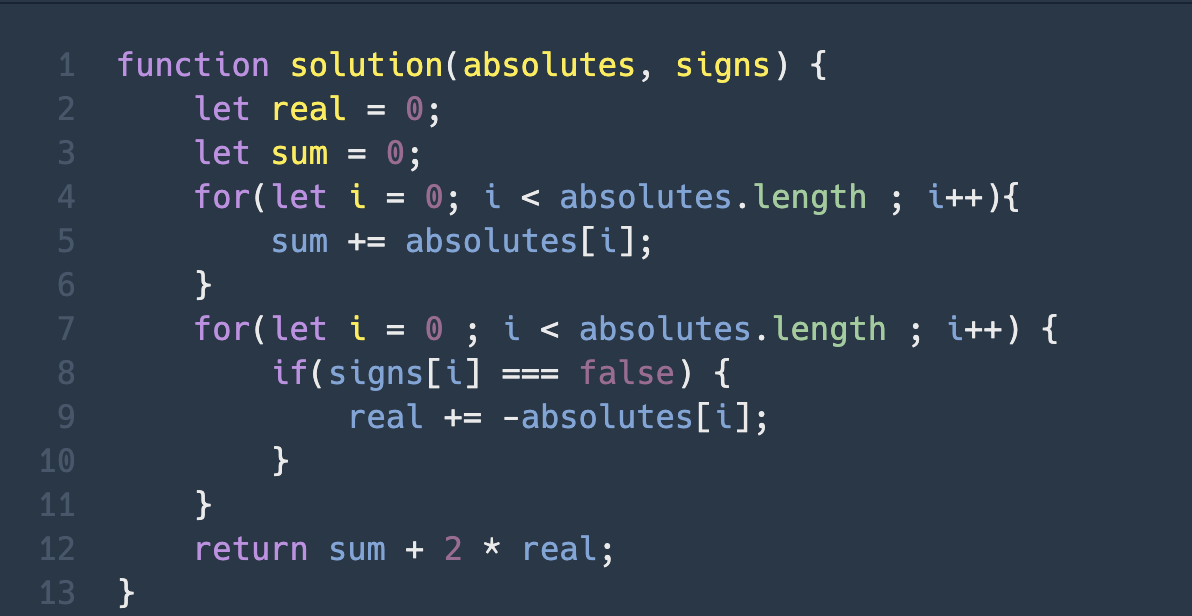 1 function solution(absolutes, signs) {
2     let real = 0;
3     let sum = 0;
4     for(let i = 0; i < absolutes.length ; i++){
5         sum += absolutes[i];
6     }
7     for(let i = 0 ; i < absolutes.length ; i++) {
8         if(signs[i] === false) {
9             real += -absolutes[i];
10         }
11     }
12     return sum + 2 * real;
13 }